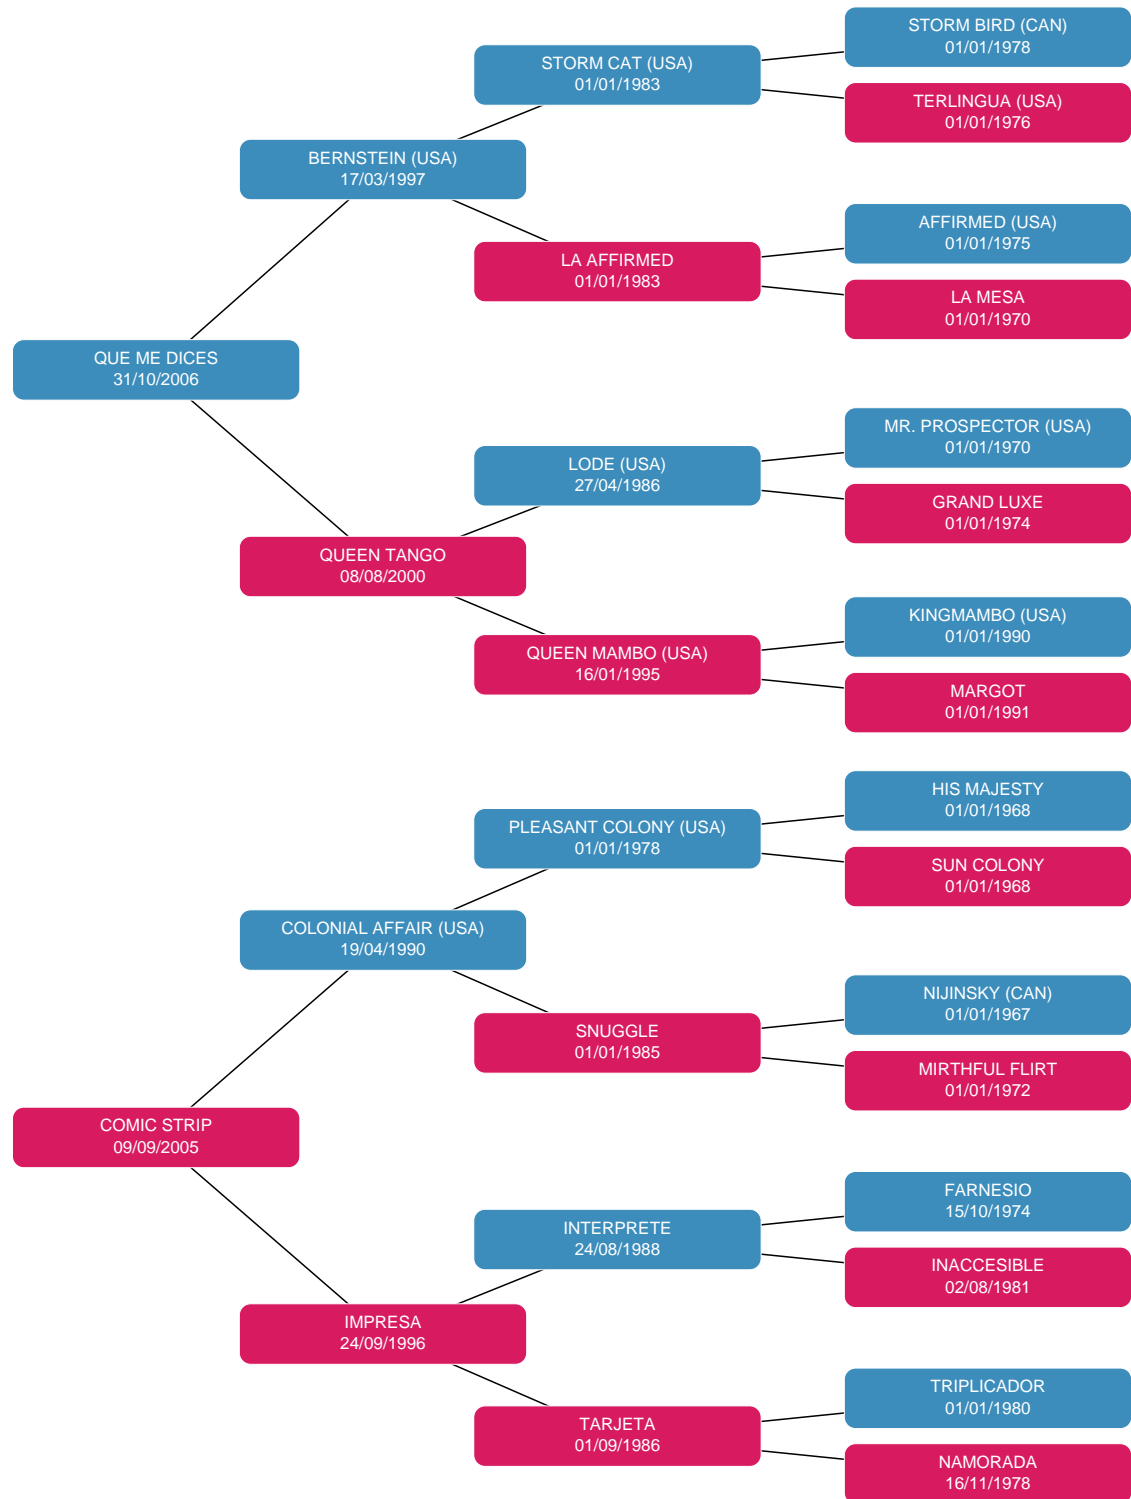 STORM BIRD (CAN)
01/01/1978
STORM CAT (USA)
01/01/1983
TERLINGUA (USA)
01/01/1976
BERNSTEIN (USA)
17/03/1997
AFFIRMED (USA)
01/01/1975
LA AFFIRMED
01/01/1983
LA MESA
01/01/1970
QUE ME DICES
31/10/2006
MR. PROSPECTOR (USA)
01/01/1970
LODE (USA)
27/04/1986
GRAND LUXE
01/01/1974
QUEEN TANGO
08/08/2000
KINGMAMBO (USA)
01/01/1990
QUEEN MAMBO (USA)
16/01/1995
MARGOT
01/01/1991
HIS MAJESTY
01/01/1968
PLEASANT COLONY (USA)
01/01/1978
SUN COLONY
01/01/1968
COLONIAL AFFAIR (USA)
19/04/1990
NIJINSKY (CAN)
01/01/1967
SNUGGLE
01/01/1985
MIRTHFUL FLIRT
01/01/1972
COMIC STRIP
09/09/2005
FARNESIO
15/10/1974
INTERPRETE
24/08/1988
INACCESIBLE
02/08/1981
IMPRESA
24/09/1996
TRIPLICADOR
01/01/1980
TARJETA
01/09/1986
NAMORADA
16/11/1978